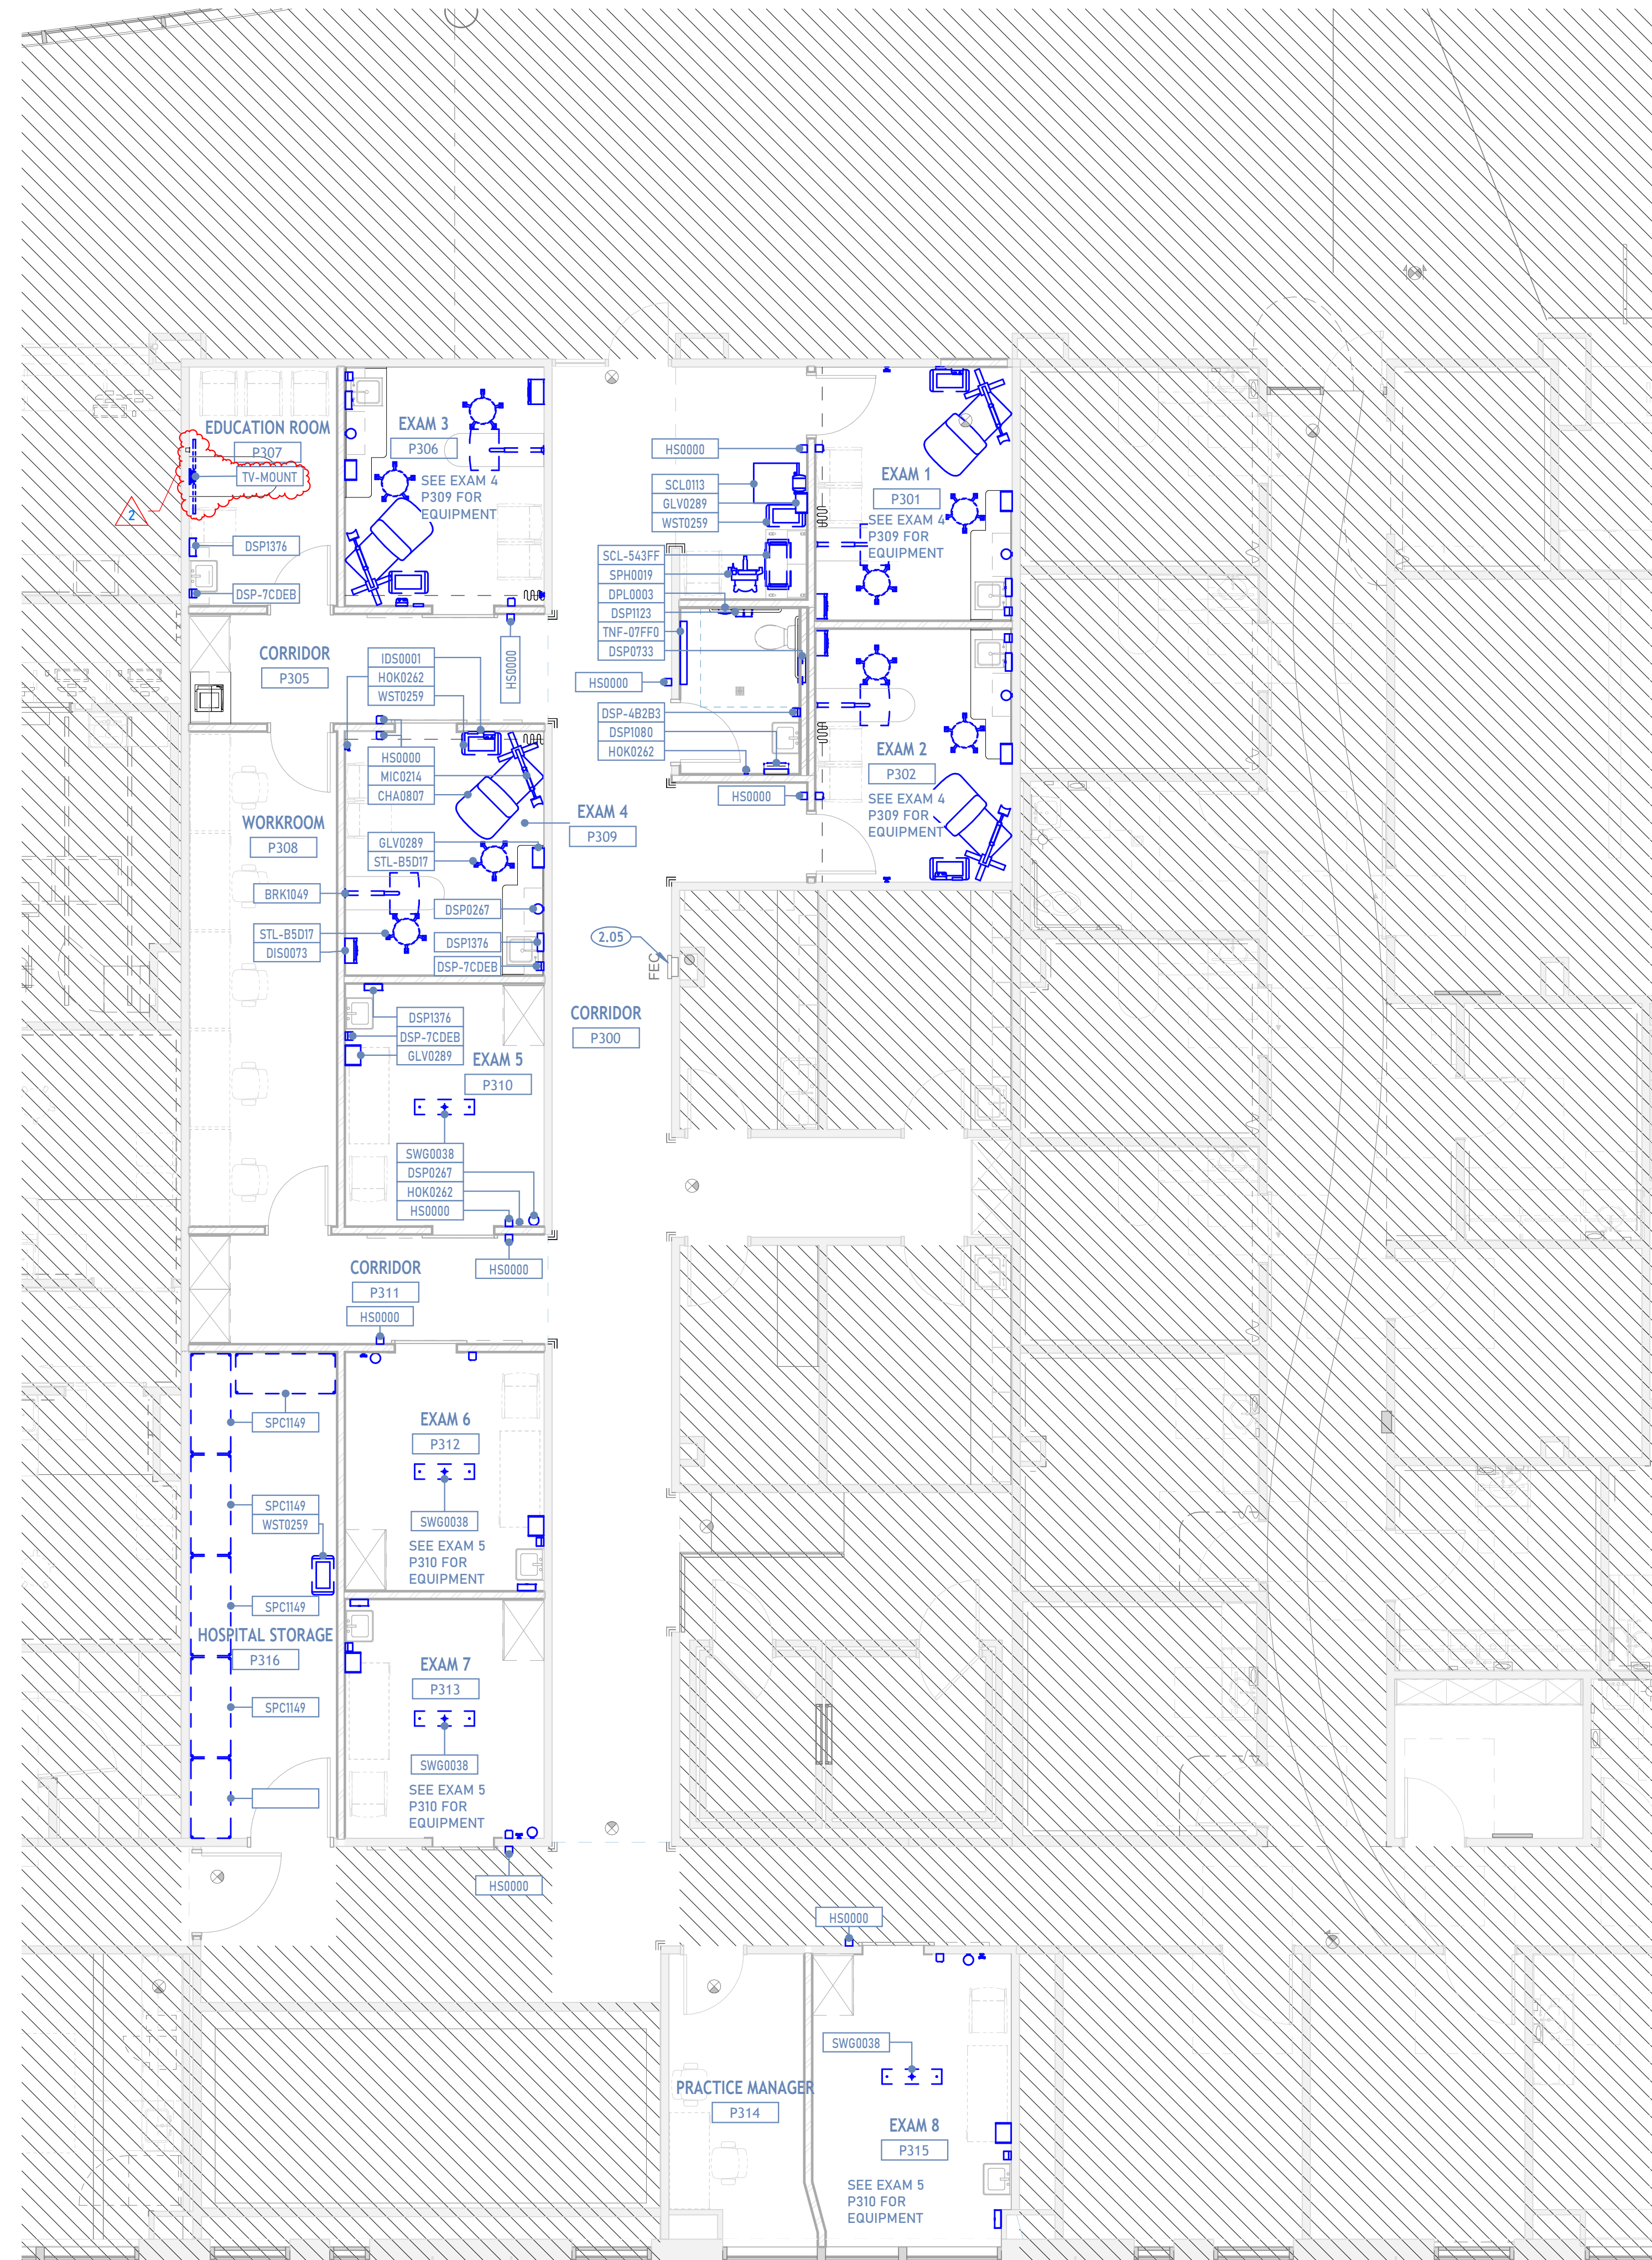 EDUCATION ROOM
P307
TV-MOUNT
2
DSP1376
DSP-7CDEB
EXAM 3
P306
SEE EXAM 4
P309 FOR
EQUIPMENT
HS0000
SCL0113
GLV0289
WST0259
SCL-543FF
SPH0019
DPL0003
DSP1123
TNF-07FF0
DSP0733
HS0000
DSP-4B2B3
DSP1080
HOK0262
HS0000
EXAM 1
P301
SEE EXAM 4
P309 FOR
EQUIPMENT
EXAM 2
P302
SEE EXAM 4
P309 FOR
EQUIPMENT
CORRIDOR
P305
HS0000
IDS0001
HOK0262
WST0259
HS0000
MIC0214
CHA0807
EXAM 4
P309
WORKROOM
P308
GLV0289
STL-B5D17
BRK1049
DSP0267
STL-B5D17
DIS0073
DSP1376
DSP-7CDEB
2.05
FEC
CORRIDOR
P300
DSP1376
DSP-7CDEB
GLV0289
EXAM 5
P310
SWG0038
DSP0267
HOK0262
HS0000
HS0000
CORRIDOR
P311
HS0000
SPC1149
EXAM 6
P312
SPC1149
WST0259
SWG0038
SEE EXAM 5
P310 FOR
EQUIPMENT
SPC1149
HOSPITAL STORAGE
P316
EXAM 7
P313
SPC1149
SWG0038
SEE EXAM 5
P310 FOR
EQUIPMENT
HS0000
HS0000
SWG0038
PRACTICE MANAGER
P314
EXAM 8
P315
SEE EXAM 5
P310 FOR
EQUIPMENT